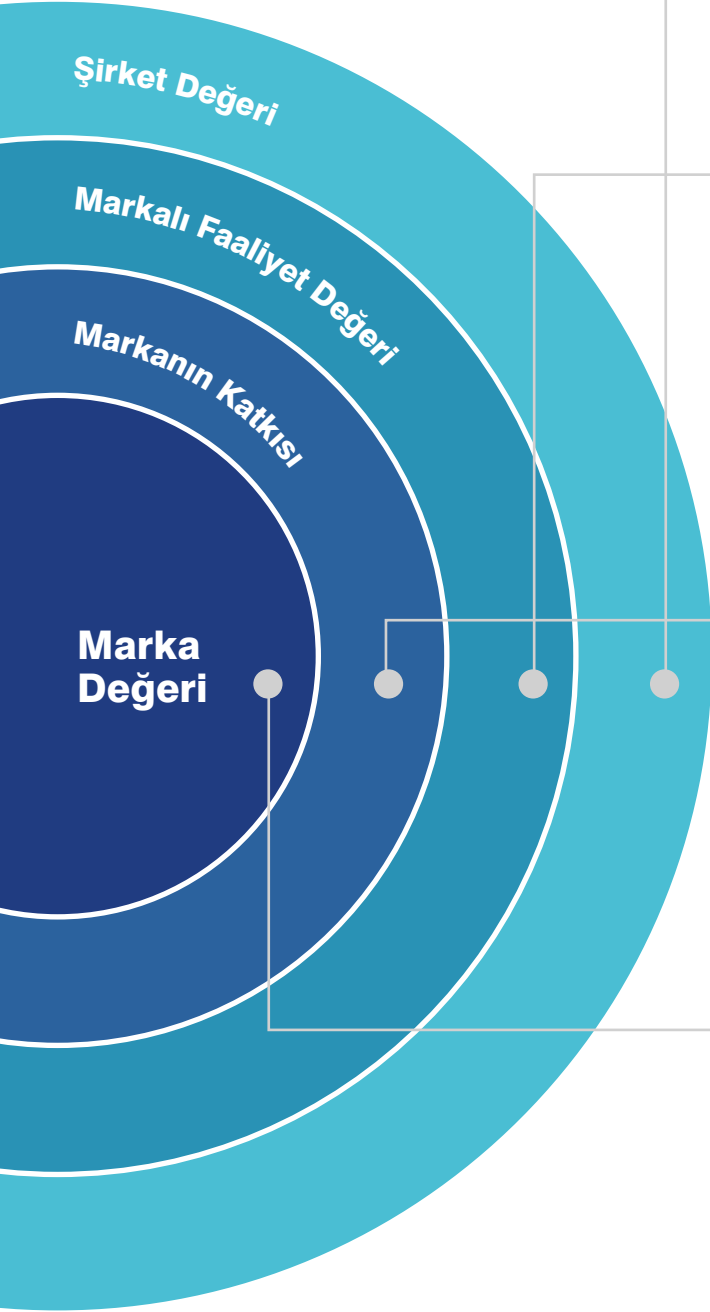 Şirket Değeri
Markalı Faaliyet Değeri
Markanın Katkısı
Marka
Değeri